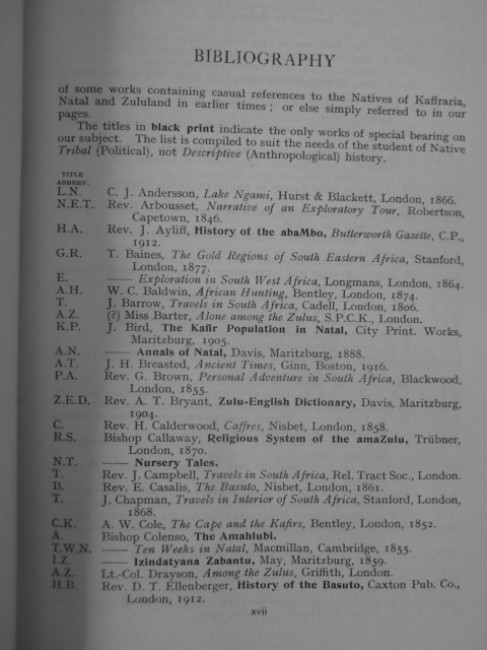 BIBLIOGRAPHY
of some works containing casual references to the Natives of Kaffraria,
Natal and Zululand in earlier times; or else simply referred to in our
pages.
The titles in black print indicate the only works of special bearing on
our subject. The list is compiled to suit the needs of the student of Native
Tribal (Political), not Descriptive (Anthropological) history.
TITLE
ABBREV.
L.N. C. J. Andersson, Lake Ngami, Hurst & Blackett, London, 1866.
N.E.T. Rev. Arbousset, Narrative of an Exploratory Tour, Robertson,
Capetown, 1846.
H.A. Rev. J. Ayliff, History of the abaMbo, Butterworth Gazette, C.P.,
1912.
G.R. T. Baines, The Gold Regions of South Eastern Africa, Stanford,
London, 1877.
E. —— Exploration in South West Africa, Longmans, London, 1864.
A.H. W. C. Baldwin, African Hunting, Bentley, London, 1874.
T. J. Barrow, Travels in South Africa, Cadell, London, 1806.
A.Z. (?) Miss Barter, Alone among the Zulus, S.P.C.K., London.
K.P. J. Bird, The Kafir Population in Natal, City Print. Works,
Maritzburg, 1905.
A.N. —— Annals of Natal, Davis, Maritzburg, 1888.
A.T. J. H. Breasted, Ancient Times, Ginn, Boston, 1916.
P.A. Rev. G. Brown, Personal Adventure in South Africa, Blackwood,
London, 1855.
Z.E.D. Rev. A. T. Bryant, Zulu-English Dictionary, Davis, Maritzburg,
1904.
C. Rev. H. Calderwood, Caffres, Nisbet, London, 1858.
R.S. Bishop Callaway, Religious System of the amaZulu, Trübner,
London, 1870.
N.T. —— Nursery Tales.
T. Rev. J. Campbell, Travels in South Africa, Rel. Tract Soc., London.
B. Rev. E. Casalis, The Basuto, Nisbet, London, 1861.
T. J. Chapman, Travels in Interior of South Africa, Stanford, London,
1868.
C.K. A. W. Cole, The Cape and the Kafirs, Bentley, London, 1852.
A. Bishop Colenso, The Amahlubi.
T.W.N. —— Ten Weeks in Natal, Macmillan, Cambridge, 1855.
I.Z. —— Izindatyana Zabantu, May, Maritzburg, 1859.
A.Z. Lt.-Col. Drayson, Among the Zulus, Griffith, London.
H.B. Rev. D. T. Ellenberger, History of the Basuto, Caxton Pub. Co.,
London, 1912.
xvii